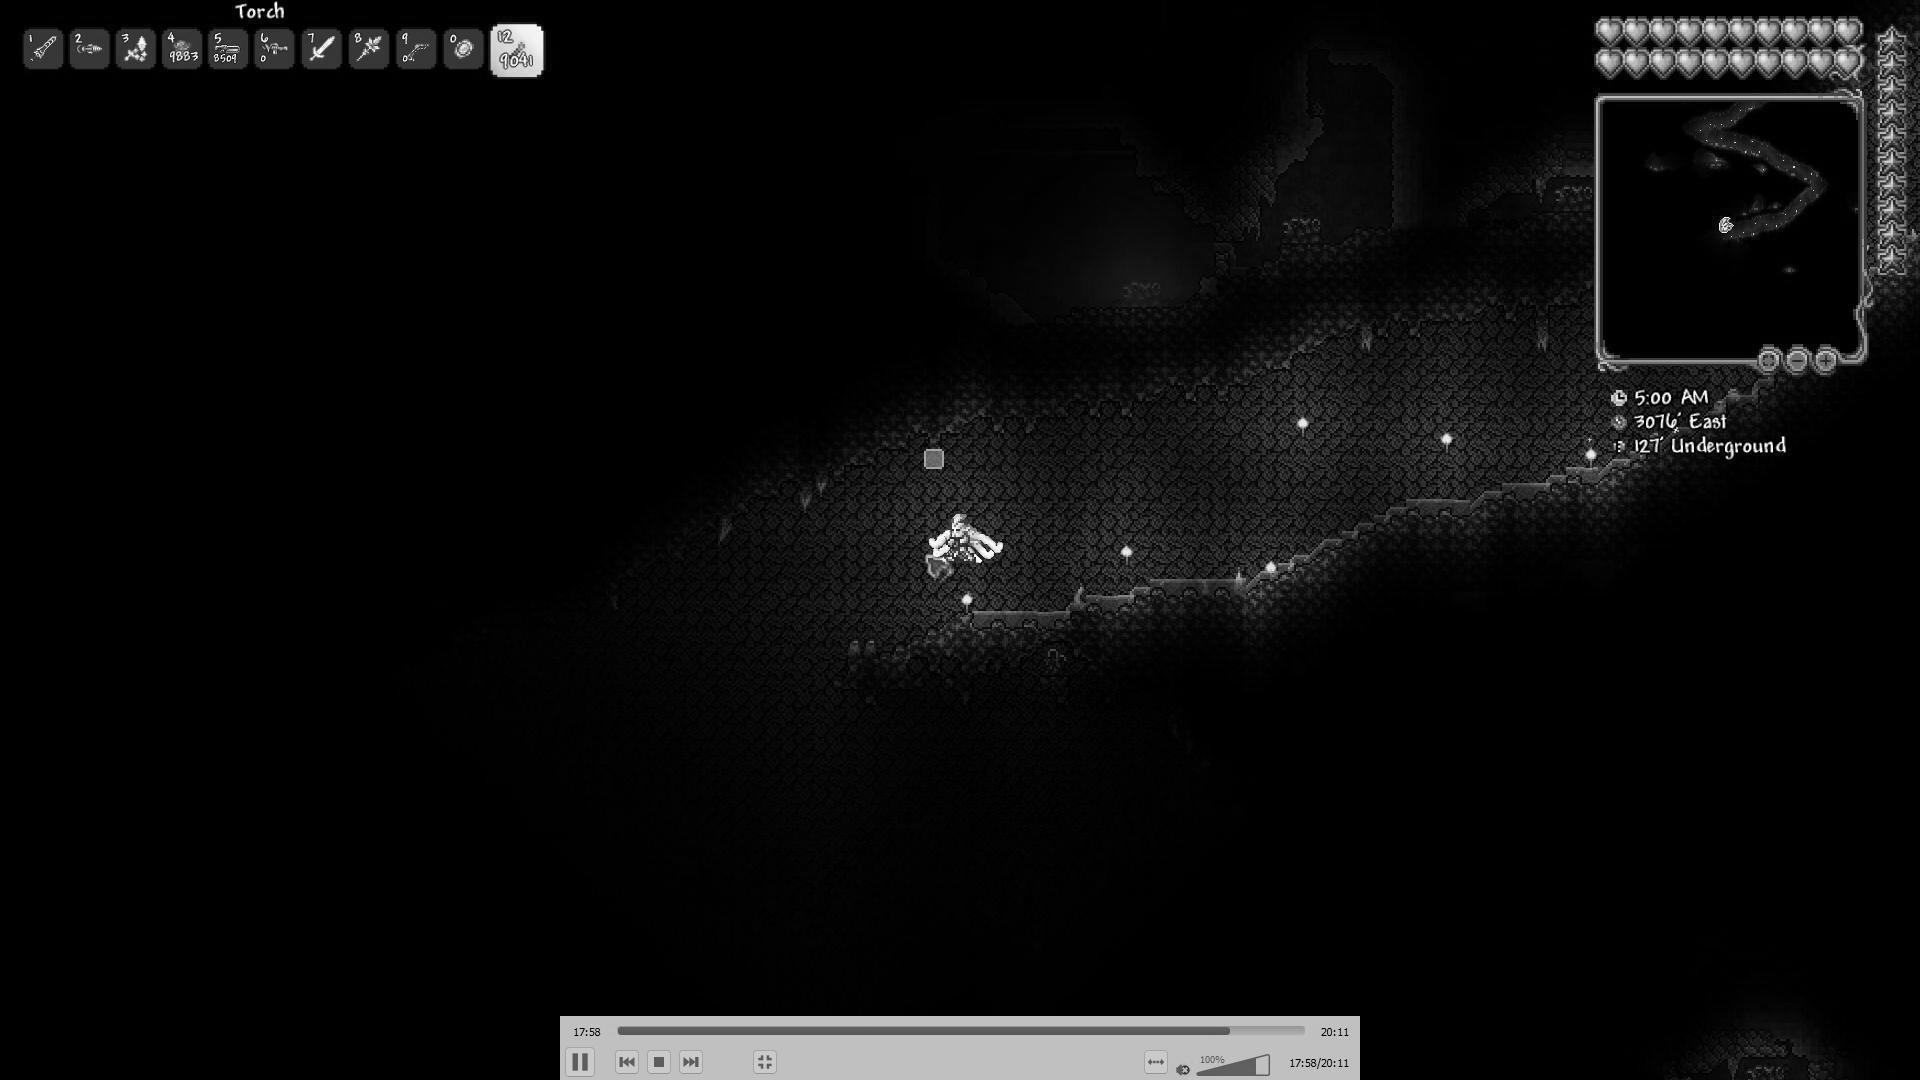 Torch
1 2 3 4 5 6 7 8 9 0 12
9883 8509 0 0 9041
5:00 AM
3076' East
127' Underground
17:58 20:11
100%
17:58/20:11